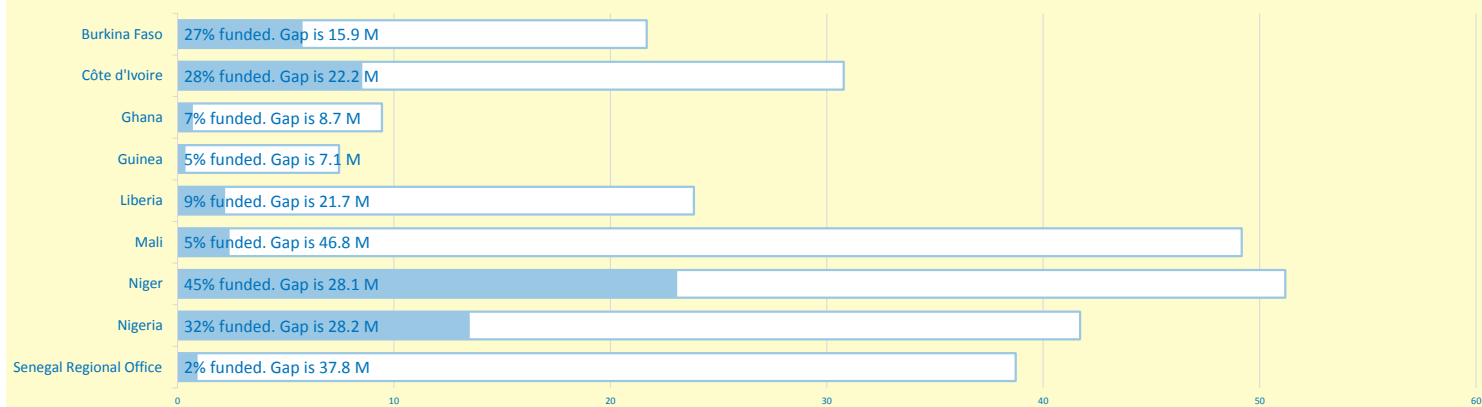 Burkina Faso 27% funded. Gap is 15.9 M
Côte d'Ivoire 28% funded. Gap is 22.2 M
Ghana 7% funded. Gap is 8.7 M
Guinea 5% funded. Gap is 7.1 M
Liberia 9% funded. Gap is 21.7 M
Mali 5% funded. Gap is 46.8 M
Niger 45% funded. Gap is 28.1 M
Nigeria 32% funded. Gap is 28.2 M
Senegal Regional Office 2% funded. Gap is 37.8 M
0 10 20 30 40 50 60